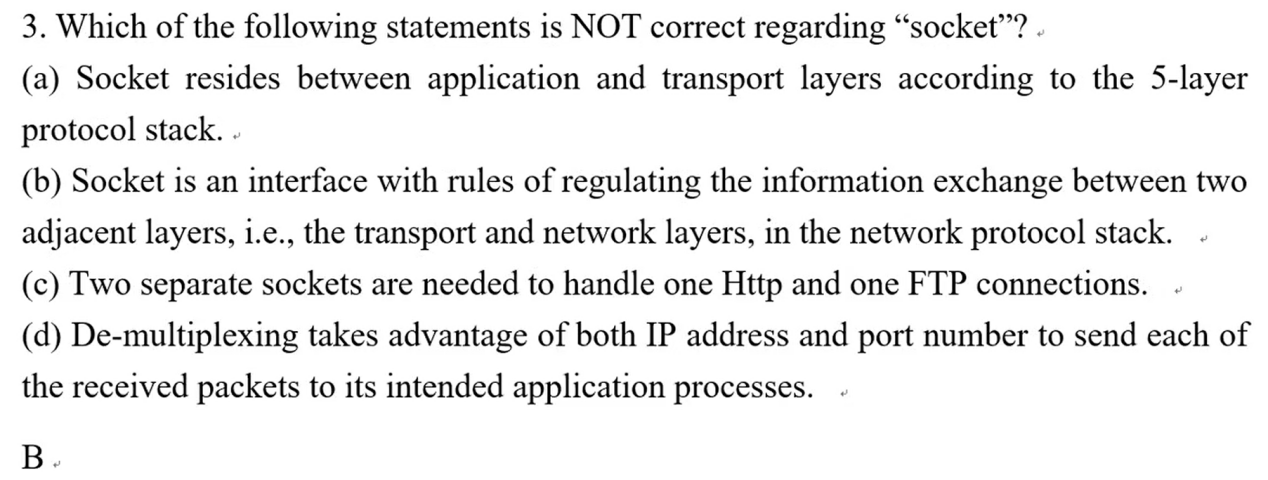 3. Which of the following statements is NOT correct regarding “socket”?
(a) Socket resides between application and transport layers according to the 5-layer
protocol stack.
(b) Socket is an interface with rules of regulating the information exchange between two
adjacent layers, i.e., the transport and network layers, in the network protocol stack.
(c) Two separate sockets are needed to handle one Http and one FTP connections.
(d) De-multiplexing takes advantage of both IP address and port number to send each of
the received packets to its intended application processes.
B